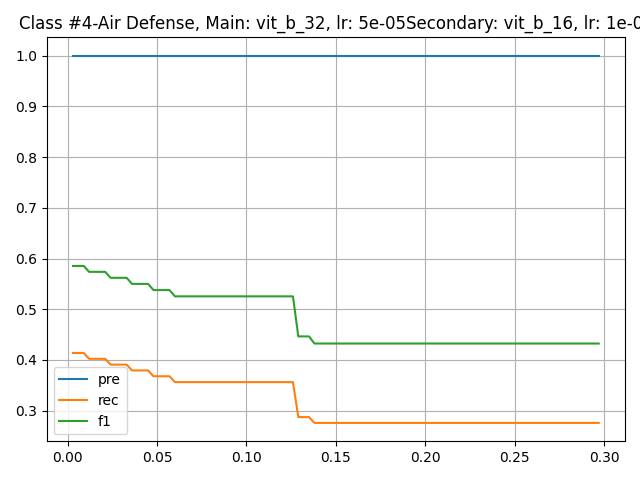 Class #4-Air Defense, Main: vit_b_32, lr: 5e-05Secondary: vit_b_16, lr: 1e-0
1.0
0.9
0.8
0.7
0.6
0.5
0.4
0.3
pre
rec
f1
0.00 0.05 0.10 0.15 0.20 0.25 0.30